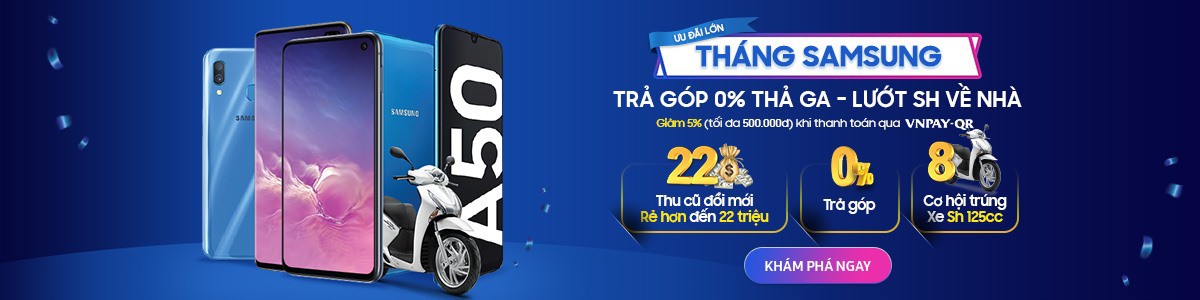 SAMSUNG
A50
ƯU ĐÃI LỚN
THÁNG SAMSUNG
TRẢ GÓP 0% THẢ GA - LƯỚT SH VỀ NHÀ
Giảm 5% (tối đa 500.000đ) khi thanh toán qua VNPAY-QR
22
Thu cũ đổi mới
Rẻ hơn đến 22 triệu
0%
Trả góp
8
Cơ hội trúng
Xe Sh 125cc
KHÁM PHÁ NGAY